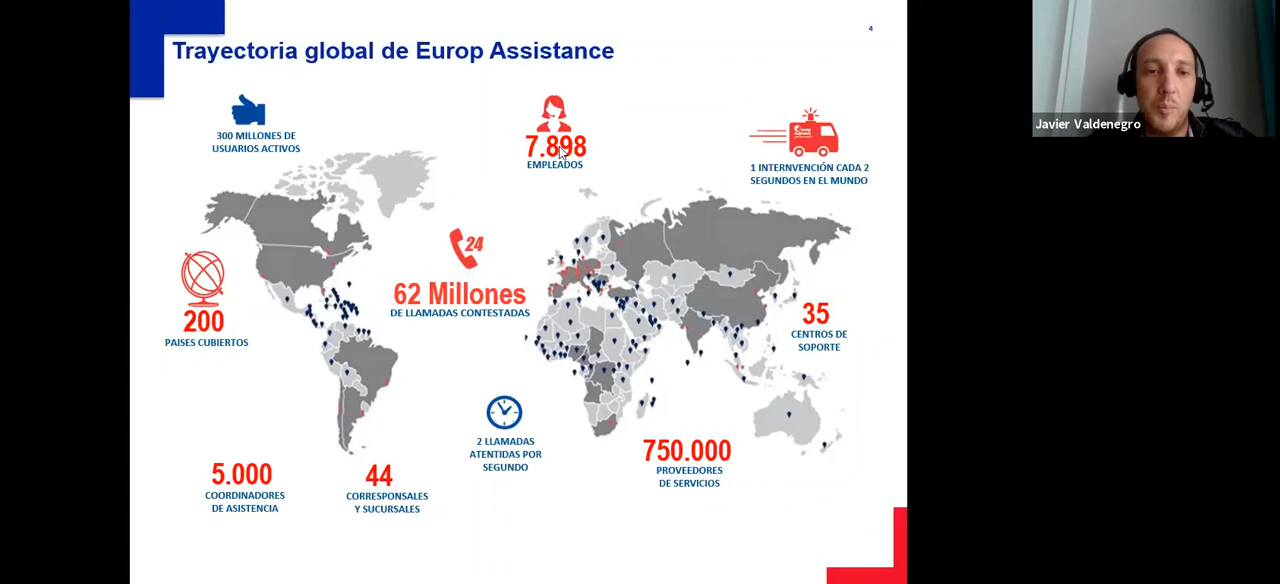 4
Trayectoria global de Europ Assistance
300 MILLONES DE
USUARIOS ACTIVOS
7.898
EMPLEADOS
1 INTERNVENCIÓN CADA 2
SEGUNDOS EN EL MUNDO
24
62 Millones
DE LLAMADAS CONTESTADAS
200
PAISES CUBIERTOS
35
CENTROS DE
SOPORTE
2 LLAMADAS
ATENTIDAS POR
SEGUNDO
750.000
PROVEEDORES
DE SERVICIOS
5.000
COORDINADORES
DE ASISTENCIA
44
CORRESPONSALES
Y SUCURSALES
Javier Valdenegro